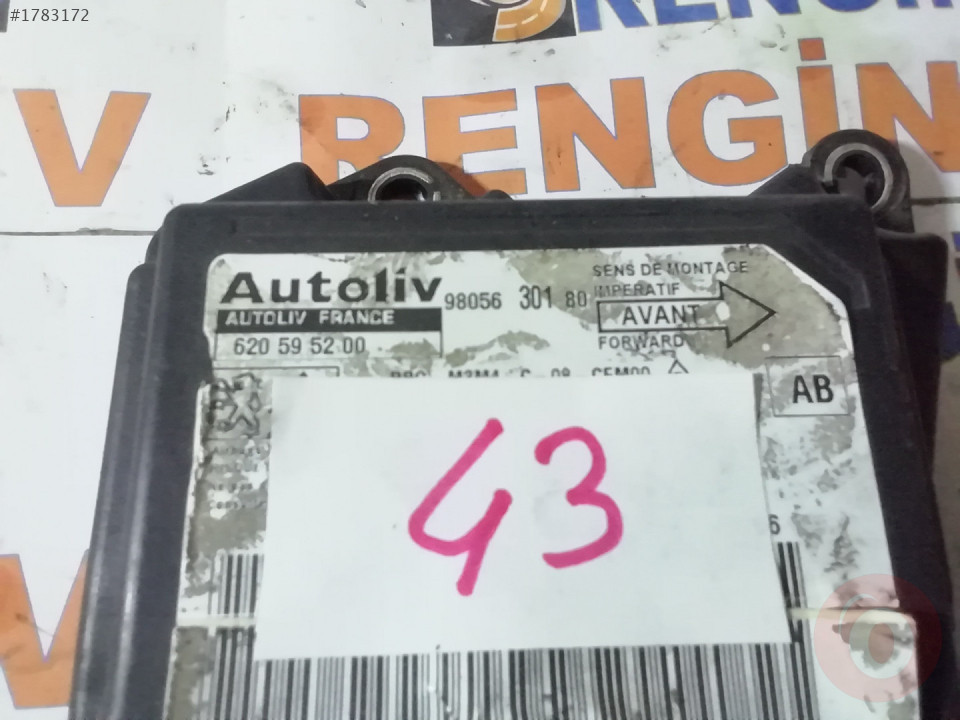 #1783172
RENGİN
V RENGİN
Autoliv
98056 301 80
SENS DE MONTAGE
IMPERATIF
AVANT
FORWARD
AUTOLIV FRANCE
620 59 52 00
AB
43
6
V